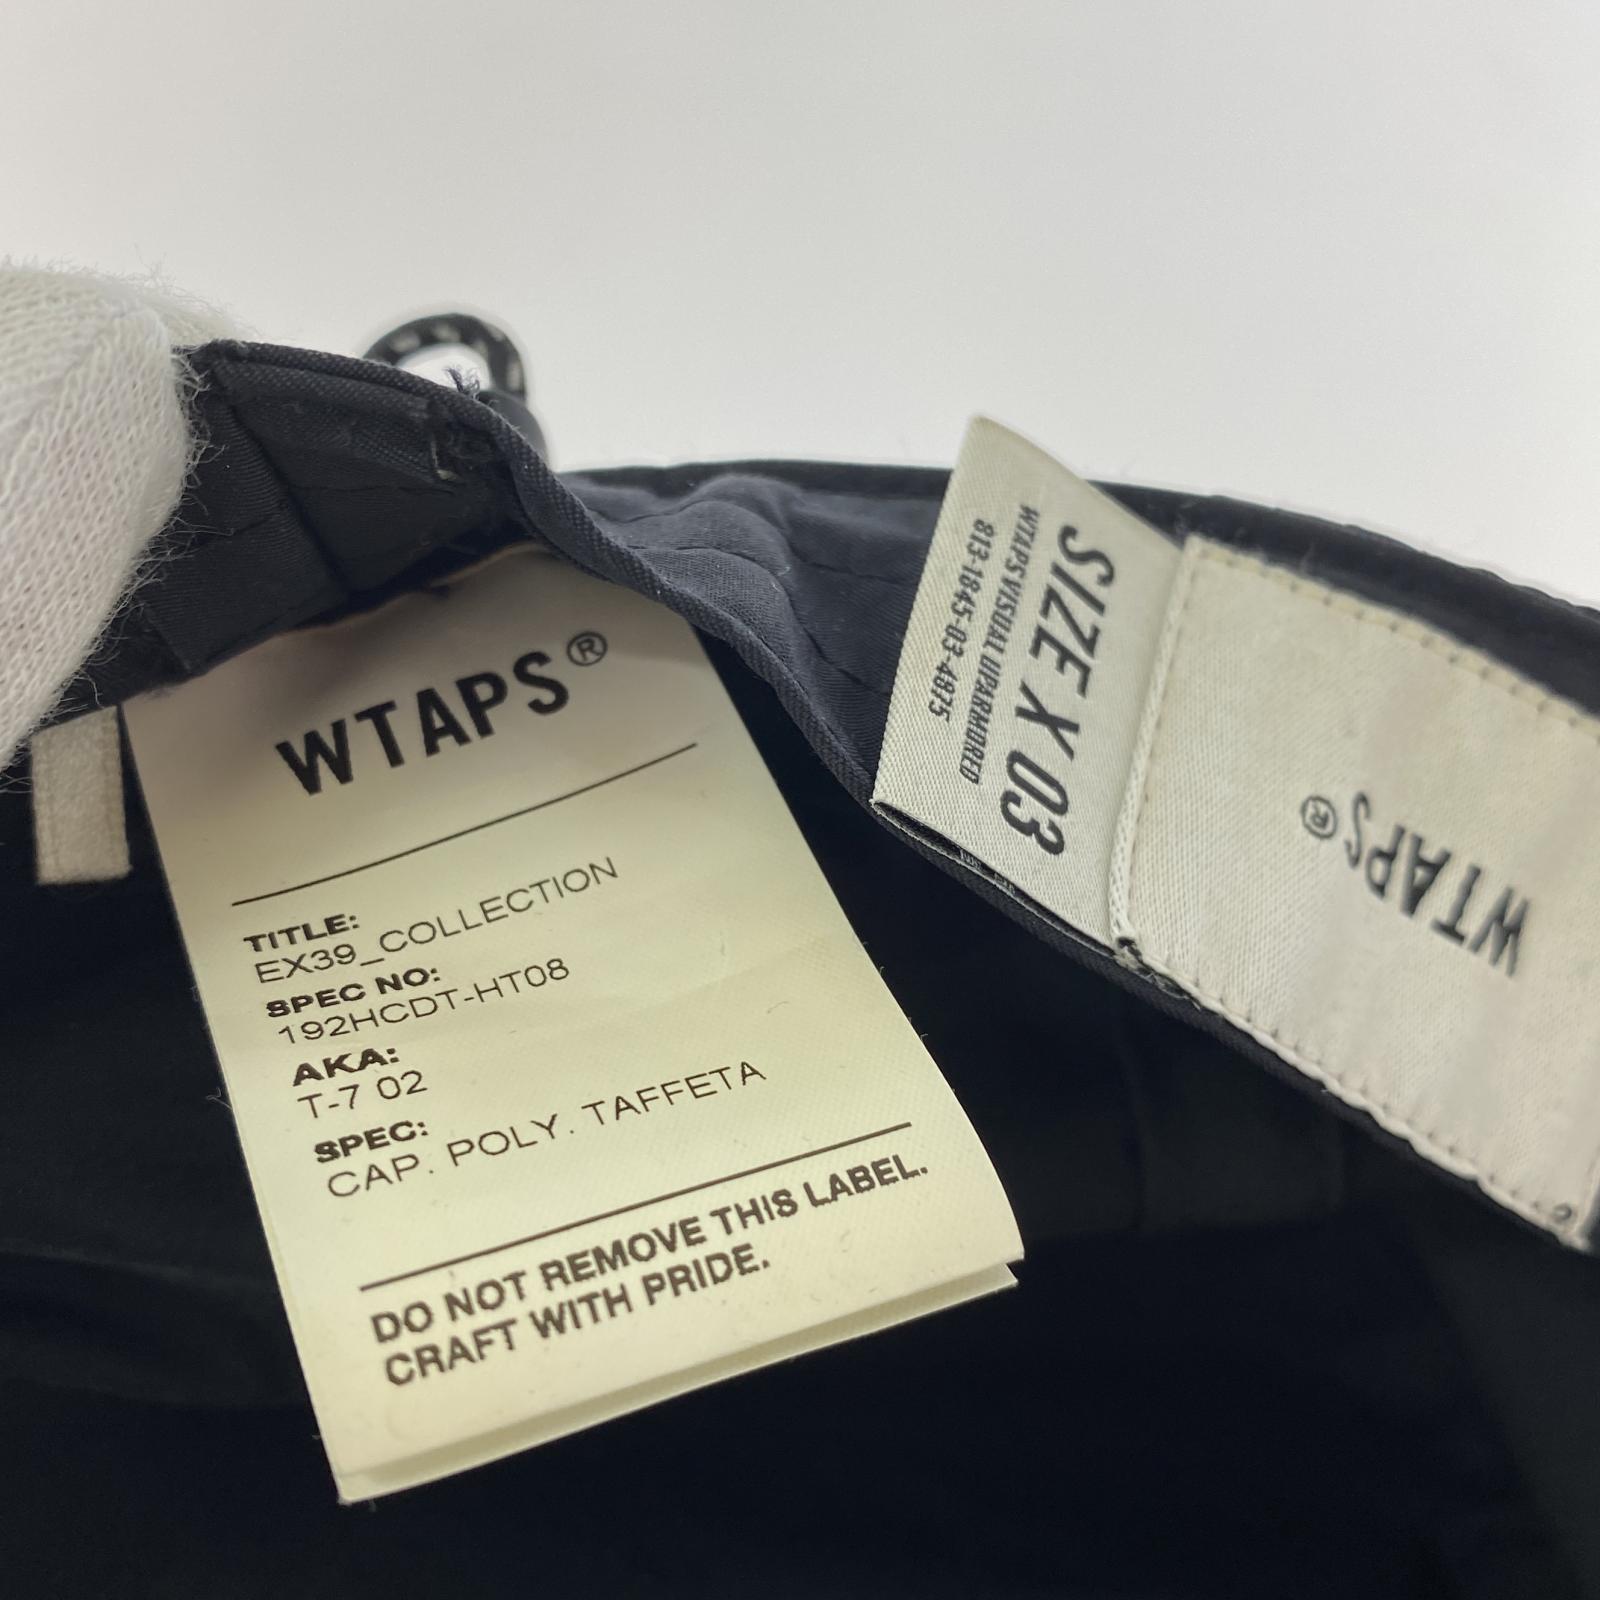 WTAPS®
TITLE:
EX39_COLLECTION
SPEC NO:
192HCDT-HT08
AKA:
T-7 02
SPEC:
CAP. POLY. TAFFETA
DO NOT REMOVE THIS LABEL.
CRAFT WITH PRIDE.
SIZE X 03
WTAPS VISUAL UPARMORED
813-1845-03-4875
WTAPS®